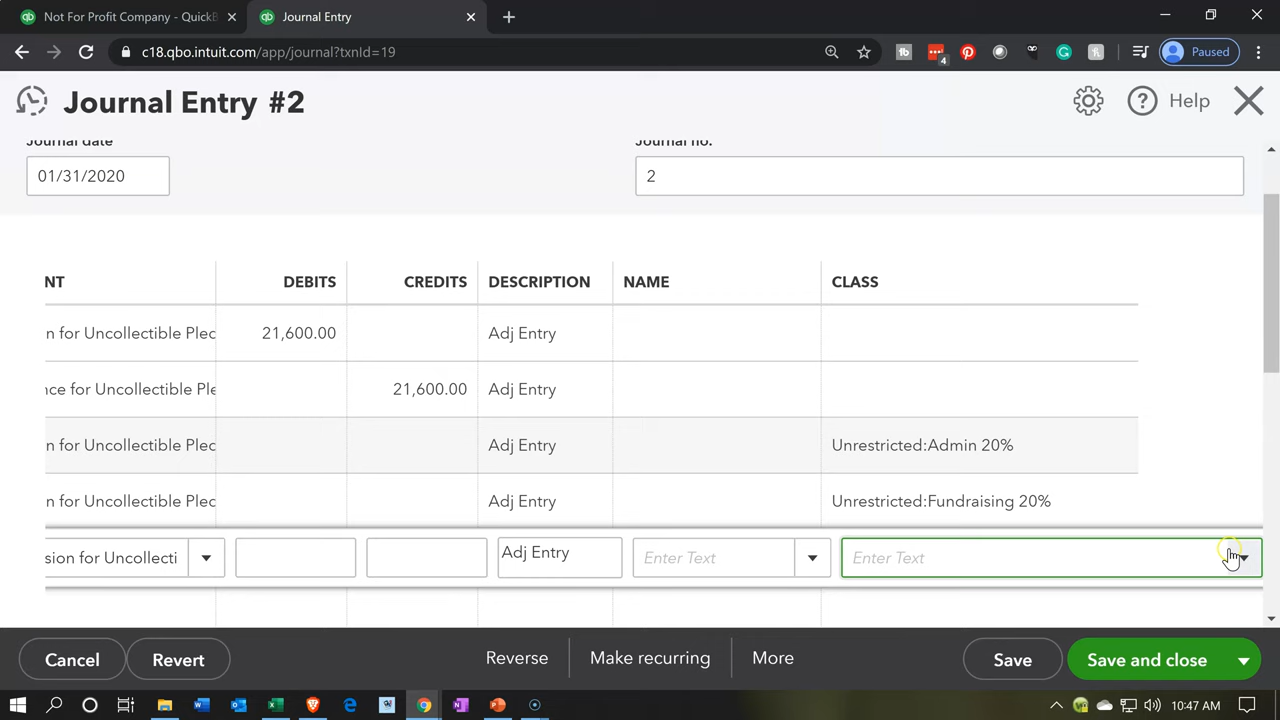 Not For Profit Company - QuickB
Journal Entry
c18.qbo.intuit.com/app/journal?txnId=19
4
Paused
Journal Entry #2
Help
Journal date
Journal no.
01/31/2020
2
NT DEBITS CREDITS DESCRIPTION NAME CLASS
n for Uncollectible Plec 21,600.00 Adj Entry
nce for Uncollectible Ple 21,600.00 Adj Entry
n for Uncollectible Plec Adj Entry Unrestricted:Admin 20%
n for Uncollectible Plec Adj Entry Unrestricted:Fundraising 20%
sion for Uncollecti Adj Entry Enter Text Enter Text
Cancel Revert Reverse Make recurring More Save Save and close
10:47 AM